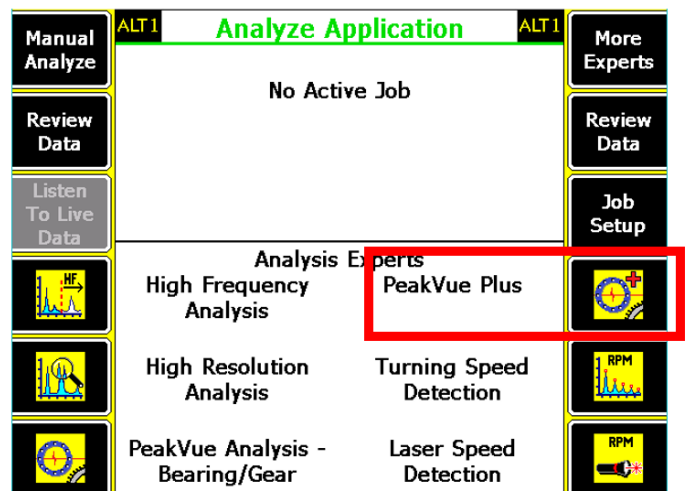 ALT1
Analyze Application
ALT1
Manual
Analyze
More
Experts
No Active Job
Review
Data
Review
Data
Listen
To Live
Data
Job
Setup
Analysis Experts
HF
High Frequency
Analysis
PeakVue Plus
High Resolution
Analysis
Turning Speed
Detection
RPM
PeakVue Analysis -
Bearing/Gear
Laser Speed
Detection
RPM